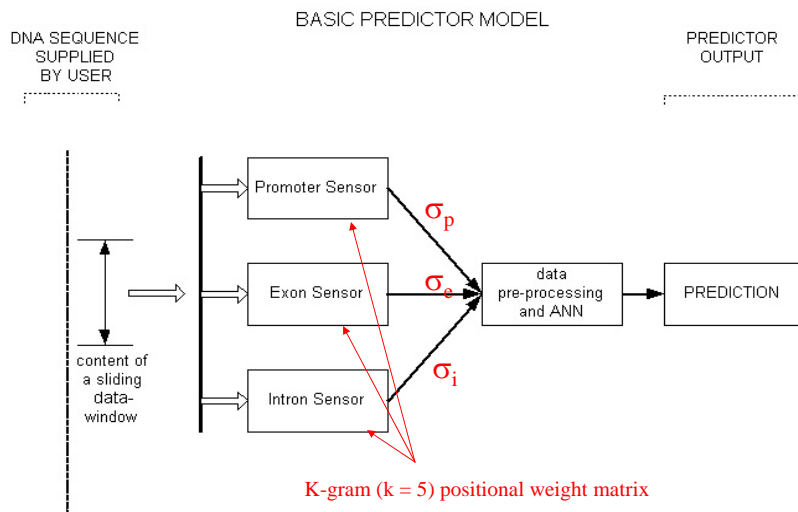 BASIC PREDICTOR MODEL
DNA SEQUENCE
SUPPLIED
BY USER
PREDICTOR
OUTPUT
Promoter Sensor
σp
Exon Sensor
σe
data
pre-processing
and ANN
PREDICTION
content of
a sliding
data-
window
Intron Sensor
σi
K-gram (k = 5) positional weight matrix